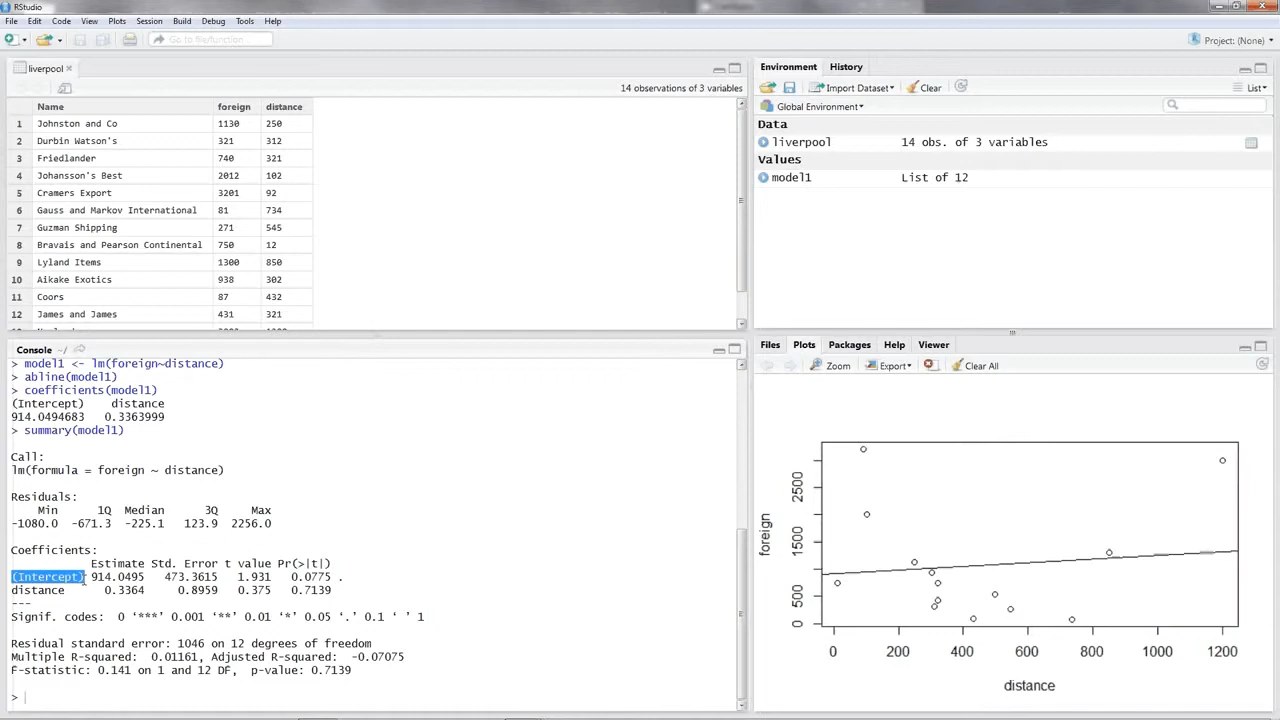 RStudio
File Edit Code View Plots Session Build Debug Tools Help
Go to file/function
Project: (None)
liverpool
14 observations of 3 variables
Name foreign distance
1 Johnston and Co 1130 250
2 Durbin Watson's 321 312
3 Friedlander 740 321
4 Johansson's Best 2012 102
5 Cramers Export 3201 92
6 Gauss and Markov International 81 734
7 Guzman Shipping 271 545
8 Bravais and Pearson Continental 750 12
9 Lyland Items 1300 850
10 Aikake Exotics 938 302
11 Coors 87 432
12 James and James 431 321
Console ~/
> model1 <- lm(foreign~distance)
> abline(model1)
> coefficients(model1)
(Intercept) distance
914.0494683 0.3363999
> summary(model1)
Call:
lm(formula = foreign ~ distance)
Residuals:
Min 1Q Median 3Q Max
-1080.0 -671.3 -225.1 123.9 2256.0
Coefficients:
Estimate Std. Error t value Pr(>|t|)
(Intercept) 914.0495 473.3615 1.931 0.0775 .
distance 0.3364 0.8959 0.375 0.7139
---
Signif. codes: 0 ‘***’ 0.001 ‘**’ 0.01 ‘*’ 0.05 ‘.’ 0.1 ‘ ’ 1
Residual standard error: 1046 on 12 degrees of freedom
Multiple R-squared: 0.01161, Adjusted R-squared: -0.07075
F-statistic: 0.141 on 1 and 12 DF, p-value: 0.7139
>
Environment History
Import Dataset Clear List
Global Environment
Data
liverpool 14 obs. of 3 variables
Values
model1 List of 12
Files Plots Packages Help Viewer
Zoom Export Clear All
foreign
2500
1500
500
0
0 200 400 600 800 1000 1200
distance